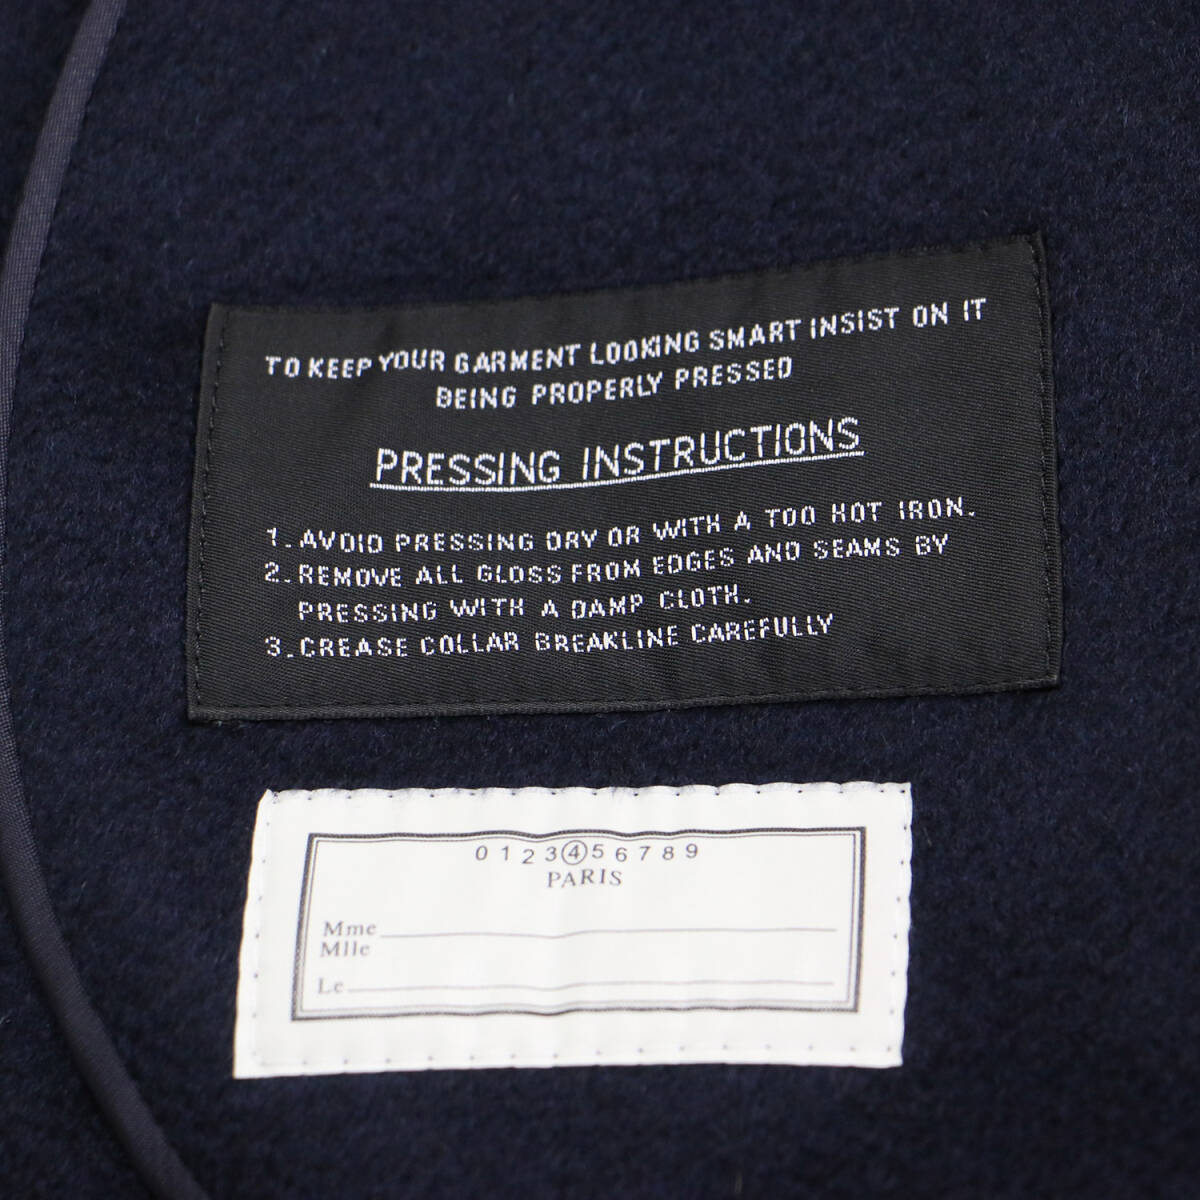 TO KEEP YOUR GARMENT LOOKING SMART INSIST ON IT
BEING PROPERLY PRESSED
PRESSING INSTRUCTIONS
1. AVOID PRESSING DRY OR WITH A TOO HOT IRON.
2. REMOVE ALL GLOSS FROM EDGES AND SEAMS BY
PRESSING WITH A DAMP CLOTH.
3. CREASE COLLAR BREAKLINE CAREFULLY
0 1 2 3 4 5 6 7 8 9
PARIS
Mme
Mlle
Le